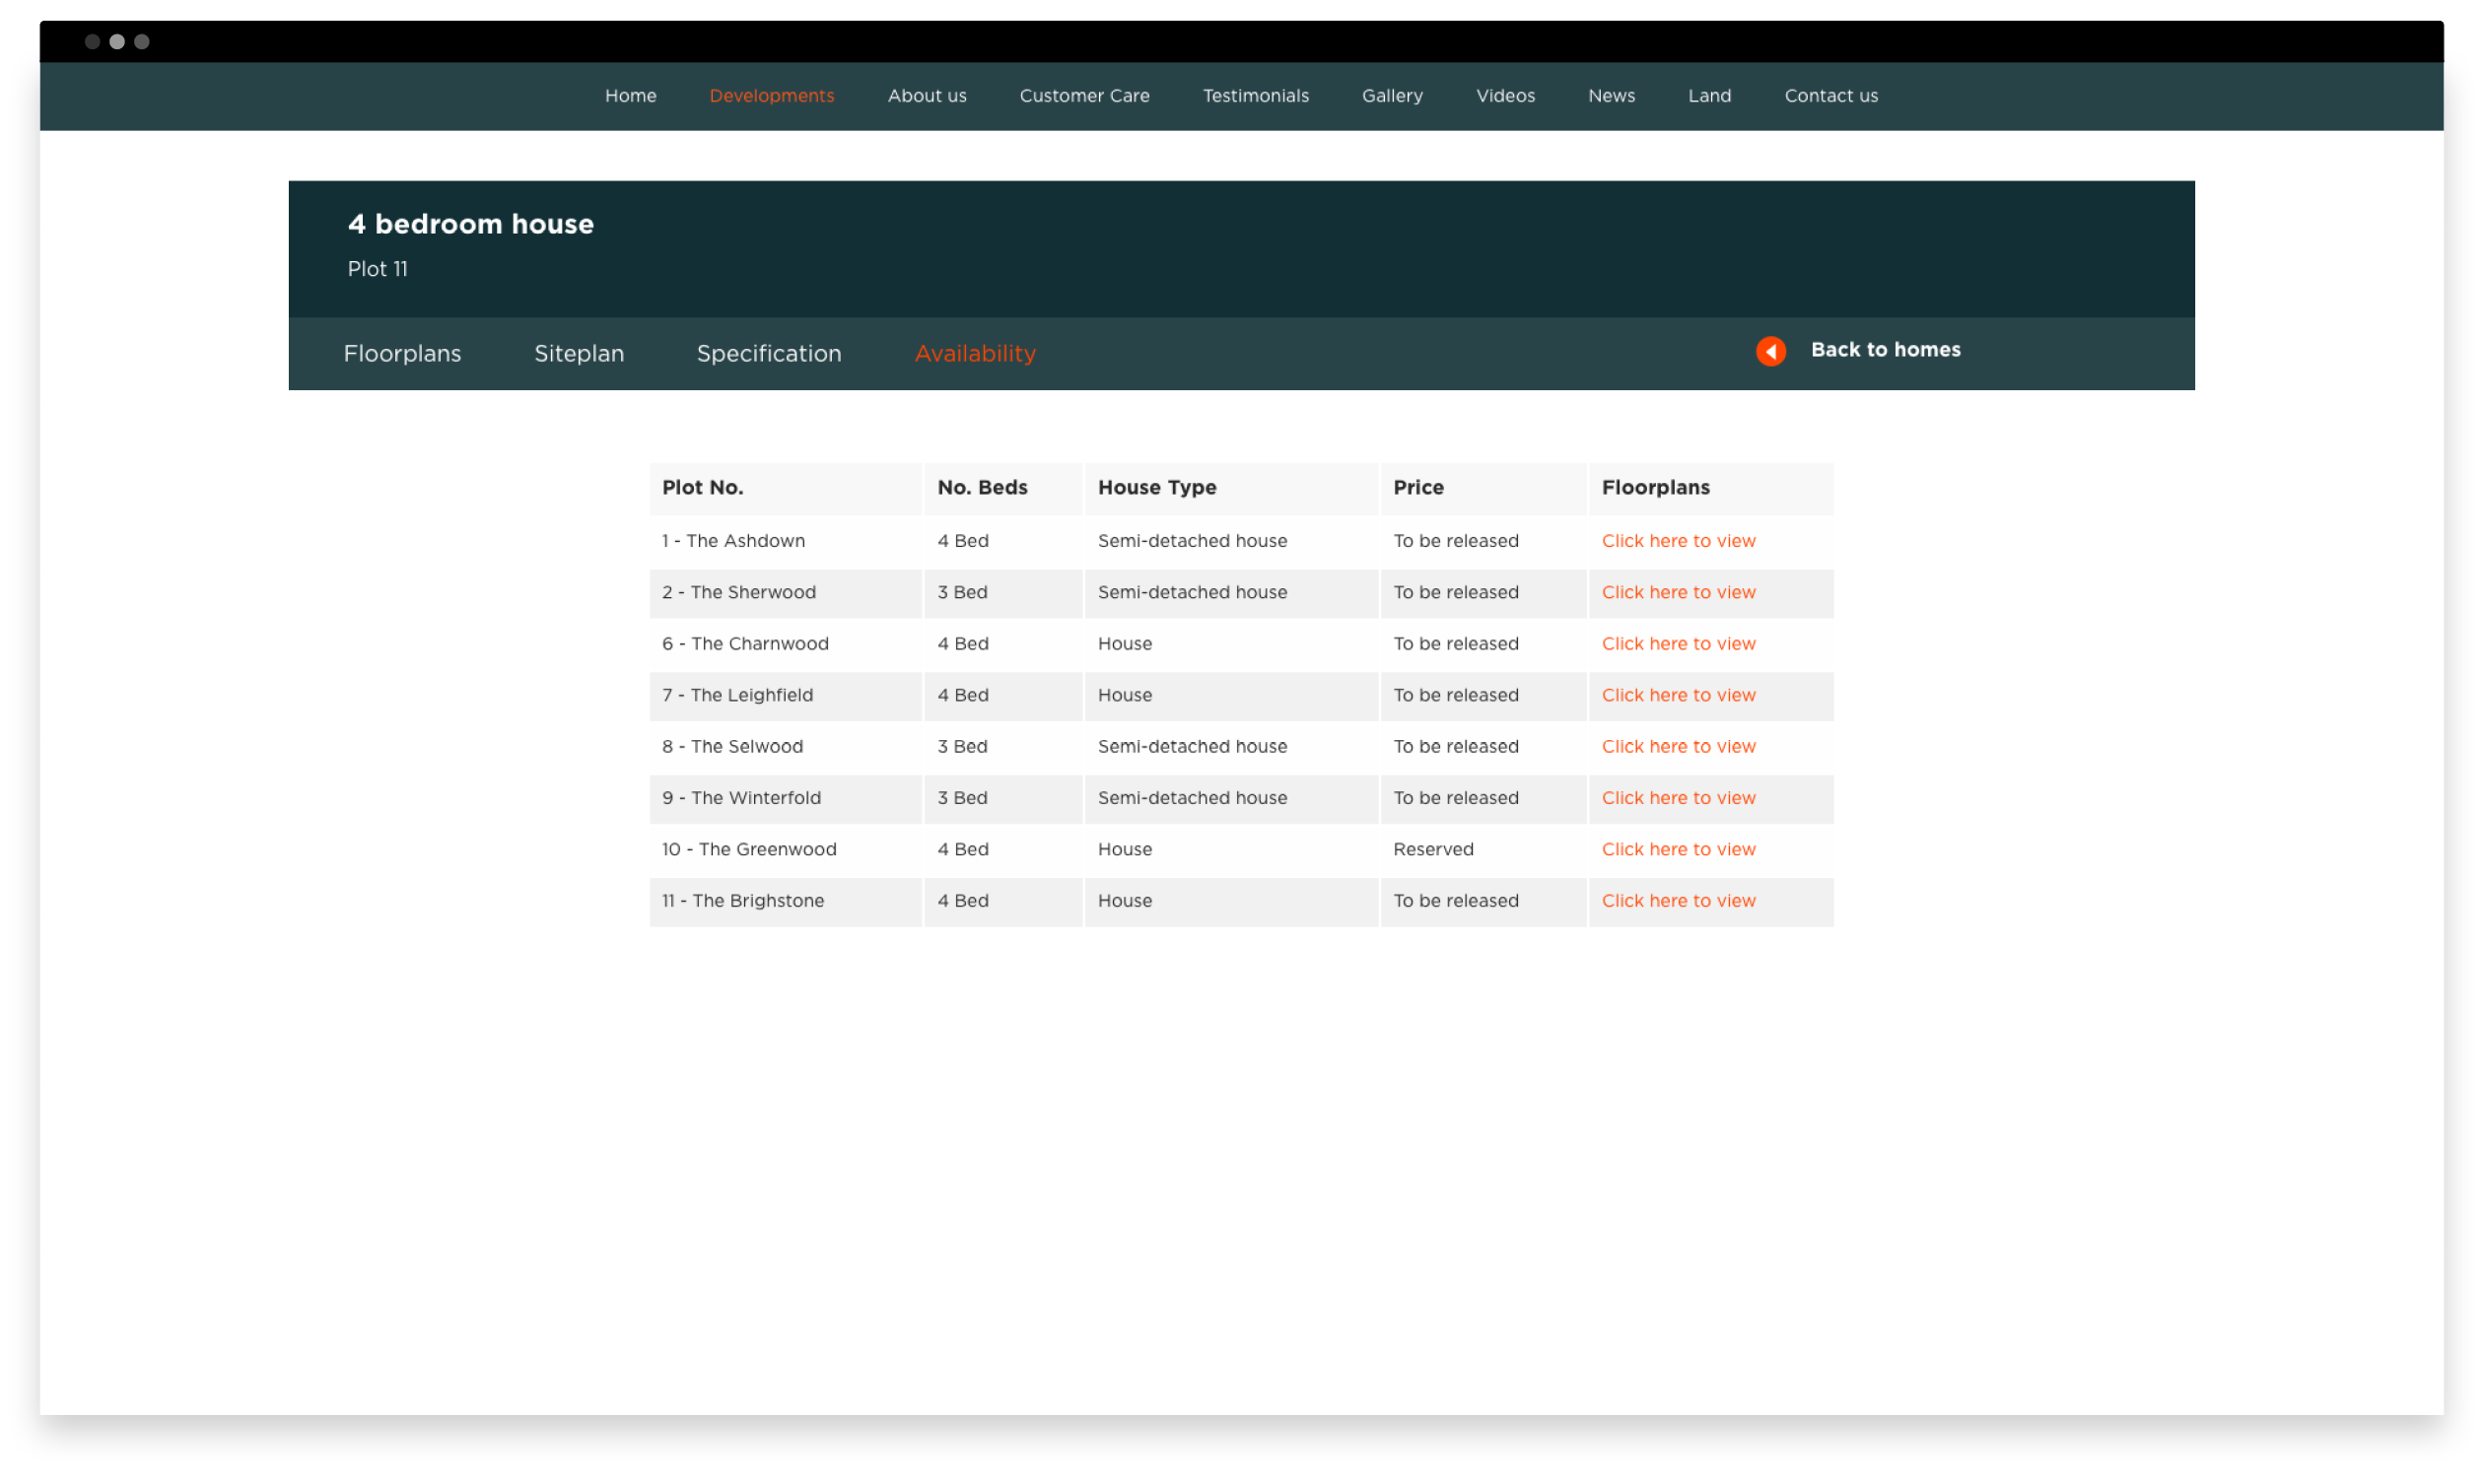 Home Developments About us Customer Care Testimonials Gallery Videos News Land Contact us
4 bedroom house
Plot 11
Floorplans Siteplan Specification Availability Back to homes
Plot No. No. Beds House Type Price Floorplans
1 - The Ashdown 4 Bed Semi-detached house To be released Click here to view
2 - The Sherwood 3 Bed Semi-detached house To be released Click here to view
6 - The Charnwood 4 Bed House To be released Click here to view
7 - The Leighfield 4 Bed House To be released Click here to view
8 - The Selwood 3 Bed Semi-detached house To be released Click here to view
9 - The Winterfold 3 Bed Semi-detached house To be released Click here to view
10 - The Greenwood 4 Bed House Reserved Click here to view
11 - The Brighstone 4 Bed House To be released Click here to view